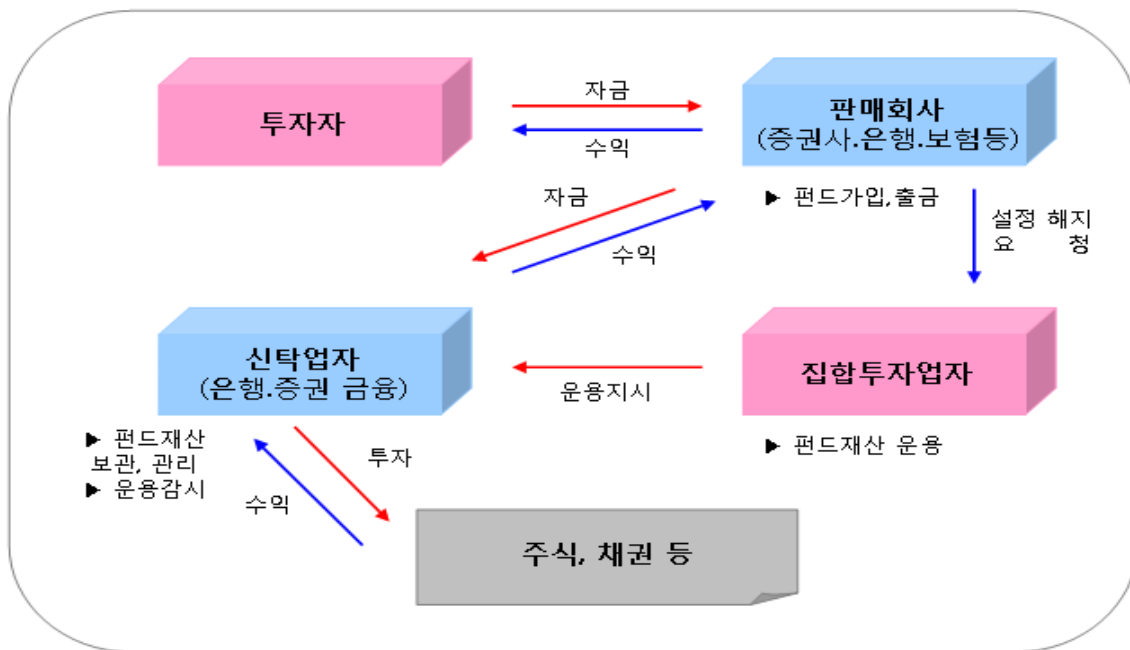 투자자
자금
수익
판매회사
(증권사.은행.보험등)
▶ 펀드가입,출금
자금
수익
설정 해지
요 청
신탁업자
(은행.증권 금융)
운용지시
집합투자업자
▶ 펀드재산
보관, 관리
▶ 운용감시
투자
수익
▶ 펀드재산 운용
주식, 채권 등